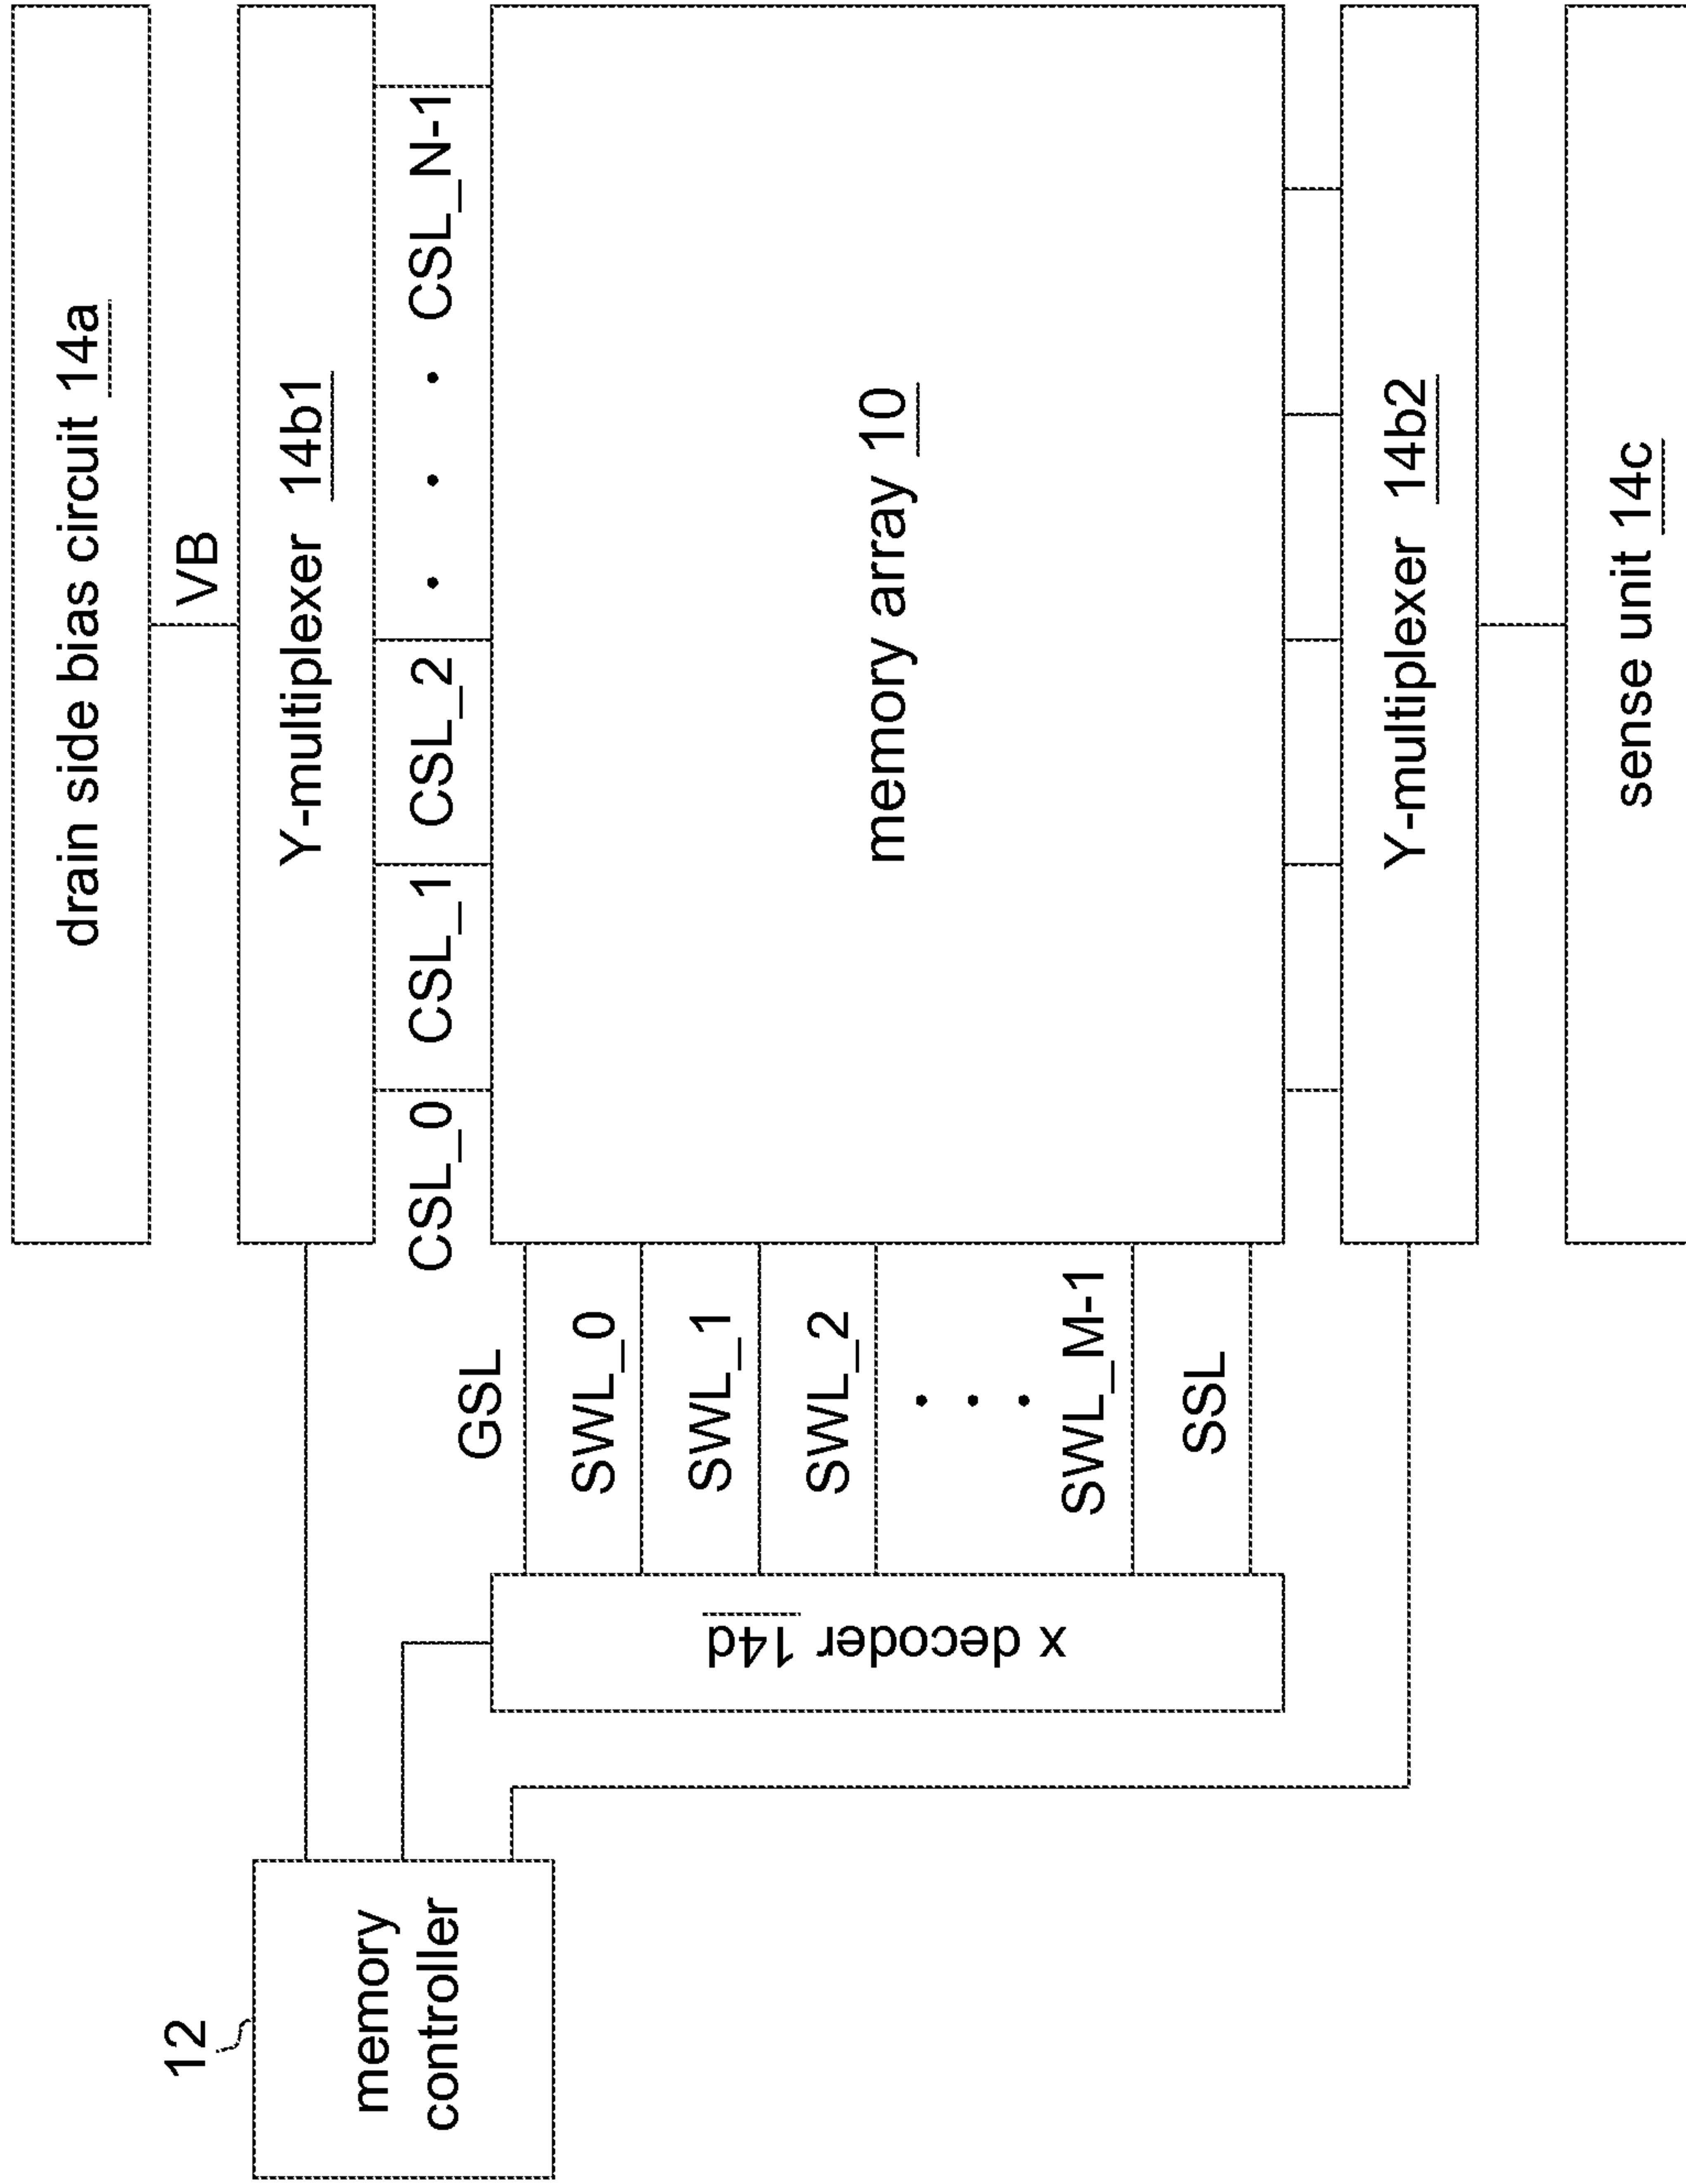 drain side bias circuit 14a
VB
Y-multiplexer 14b1
CSL_0 CSL_1 CSL_2 . . . CSL_N-1
12
memory
controller
x decoder 14d
GSL
SWL_0
SWL_1
SWL_2
. . .
SWL_M-1
SSL
memory array 10
Y-multiplexer 14b2
sense unit 14c